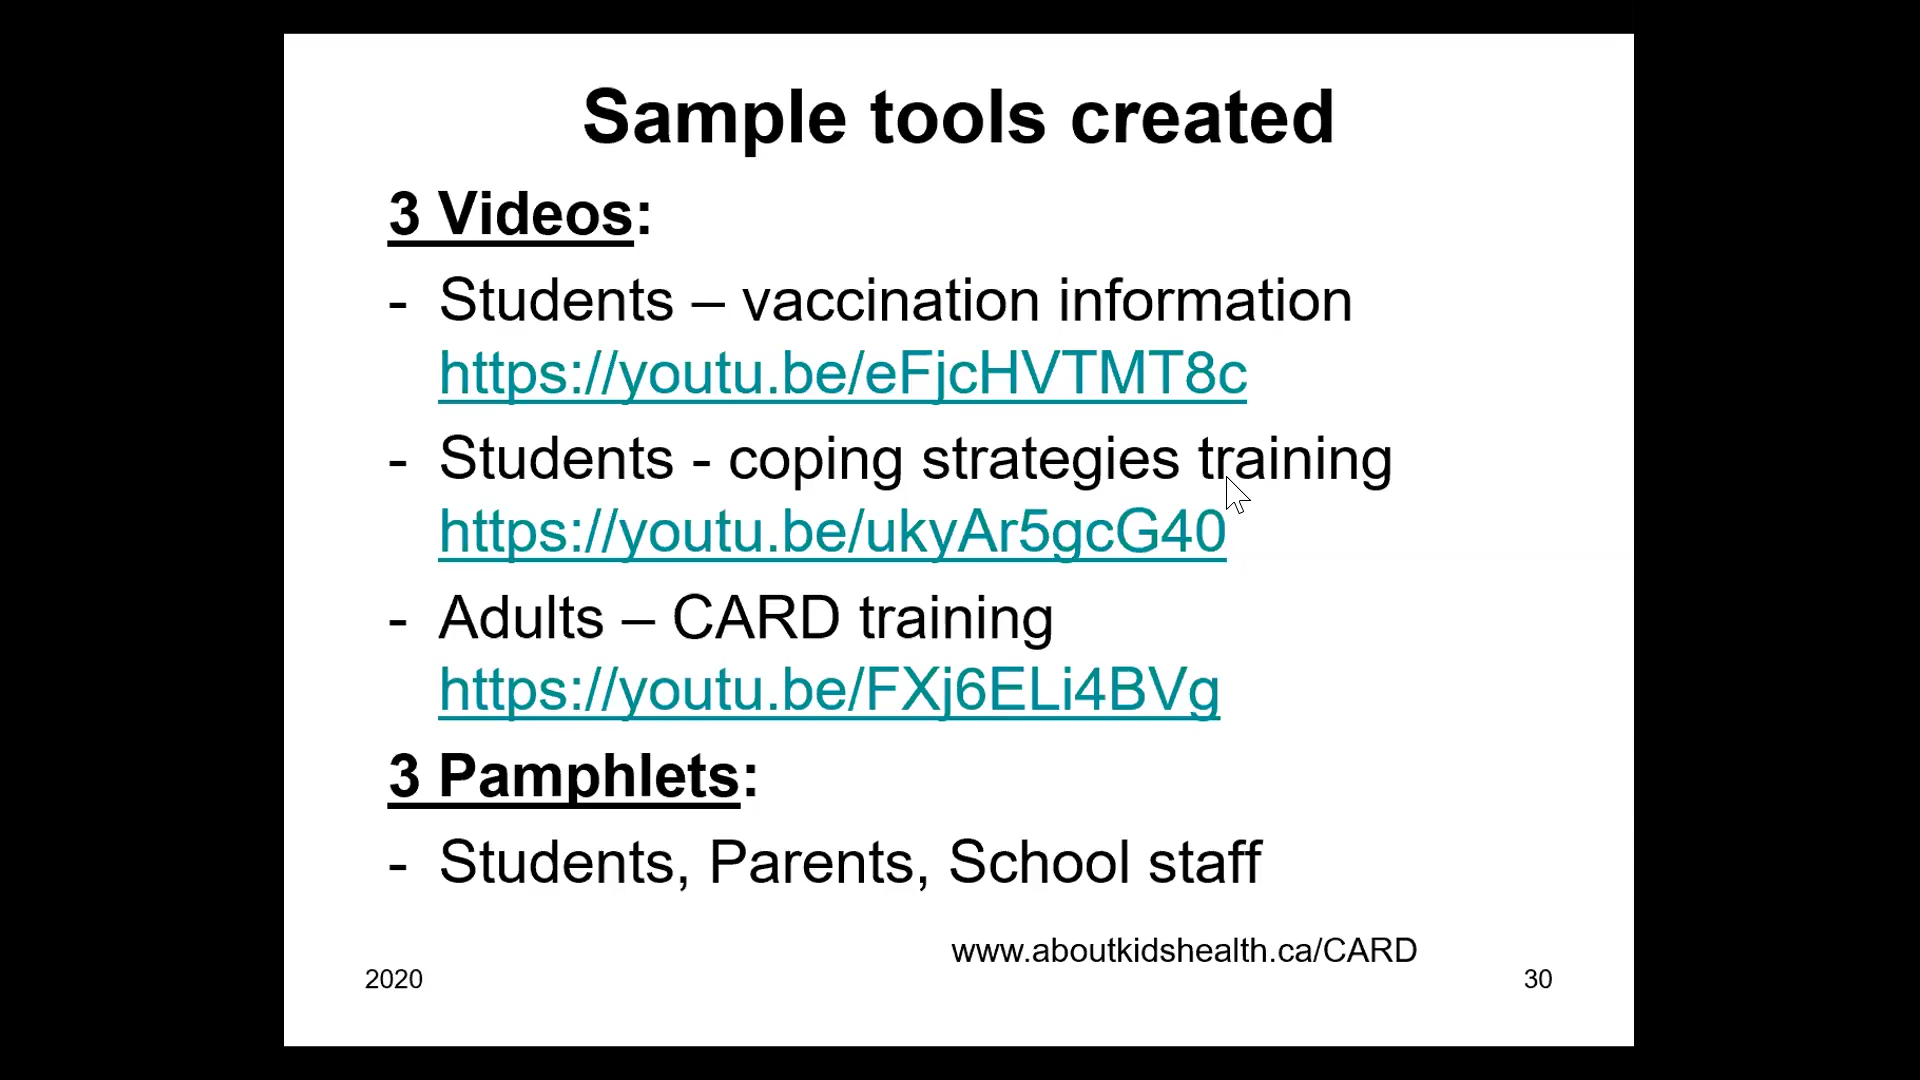 Sample tools created
3 Videos:
- Students – vaccination information
https://youtu.be/eFjcHVTMT8c
- Students - coping strategies training
https://youtu.be/ukyAr5gcG40
- Adults – CARD training
https://youtu.be/FXj6ELi4BVg
3 Pamphlets:
- Students, Parents, School staff
www.aboutkidshealth.ca/CARD
2020
30